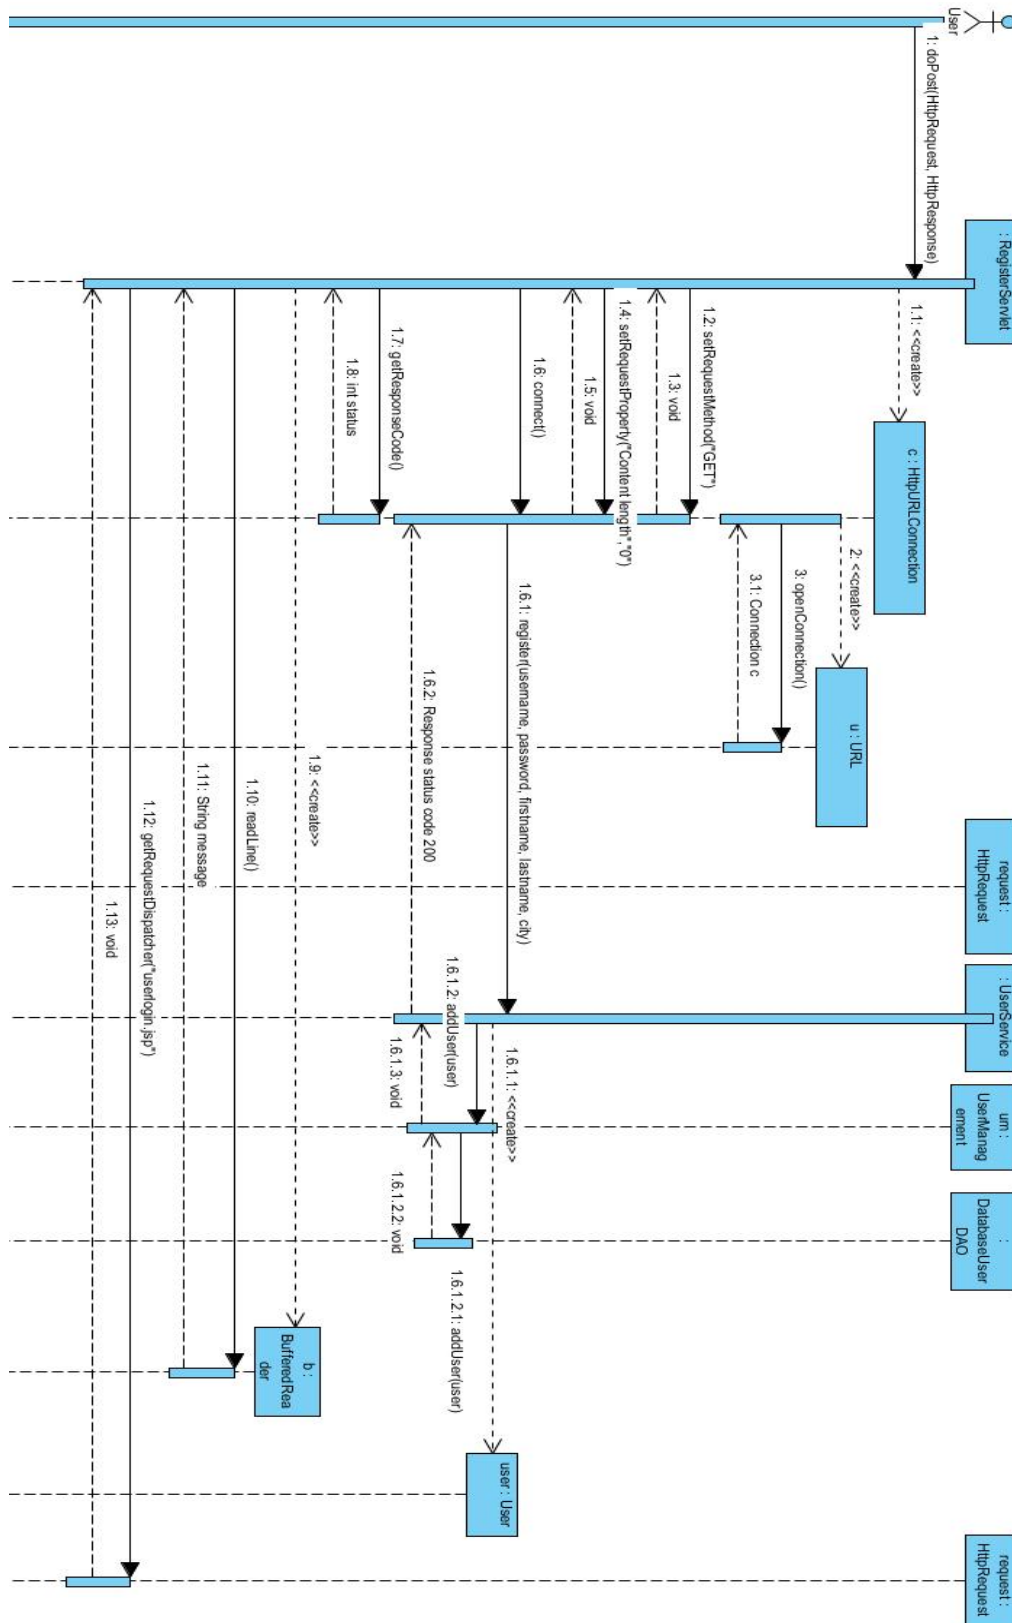 User
: RegisterServlet
c : HttpURLConnection
u : URL
request :
HttpRequest
: UserService
um :
UserManag
ement
:
DatabaseUser
DAO
b :
BufferedRea
der
user : User
request :
HttpRequest
1: doPost(HttpRequest, HttpResponse)
1.1: <<create>>
2: <<create>>
3: openConnection()
3.1: Connection c
1.2: setRequestMethod("GET")
1.3: void
1.4: setRequestProperty("Content length","0")
1.5: void
1.6: connect()
1.6.1: register(username, password, firstname, lastname, city)
1.6.1.1: <<create>>
1.6.1.2: addUser(user)
1.6.1.2.1: addUser(user)
1.6.1.2.2: void
1.6.1.3: void
1.6.2: Response status code 200
1.7: getResponseCode()
1.8: int status
1.9: <<create>>
1.10: readLine()
1.11: String message
1.12: getRequestDispatcher("userlogin.jsp")
1.13: void